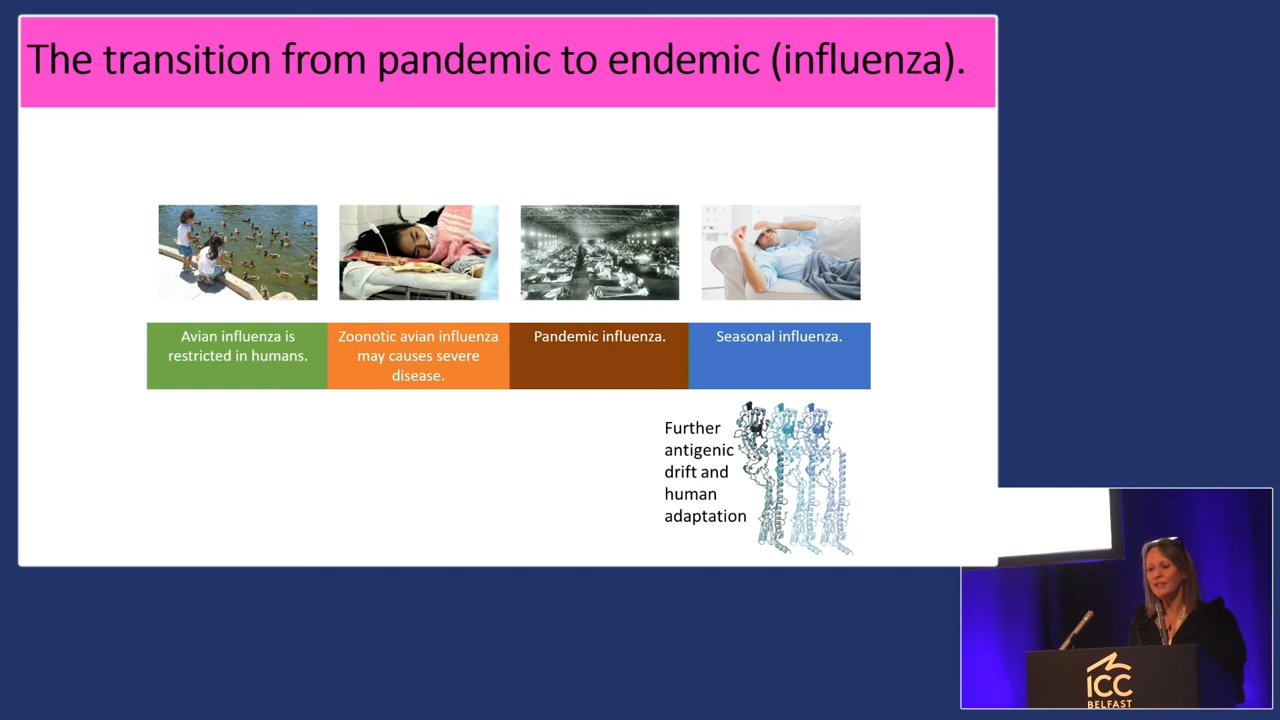 The transition from pandemic to endemic (influenza).
Avian influenza is
restricted in humans.
Zoonotic avian influenza
may causes severe
disease.
Pandemic influenza.
Seasonal influenza.
Further
antigenic
drift and
human
adaptation
ICC
BELFAST